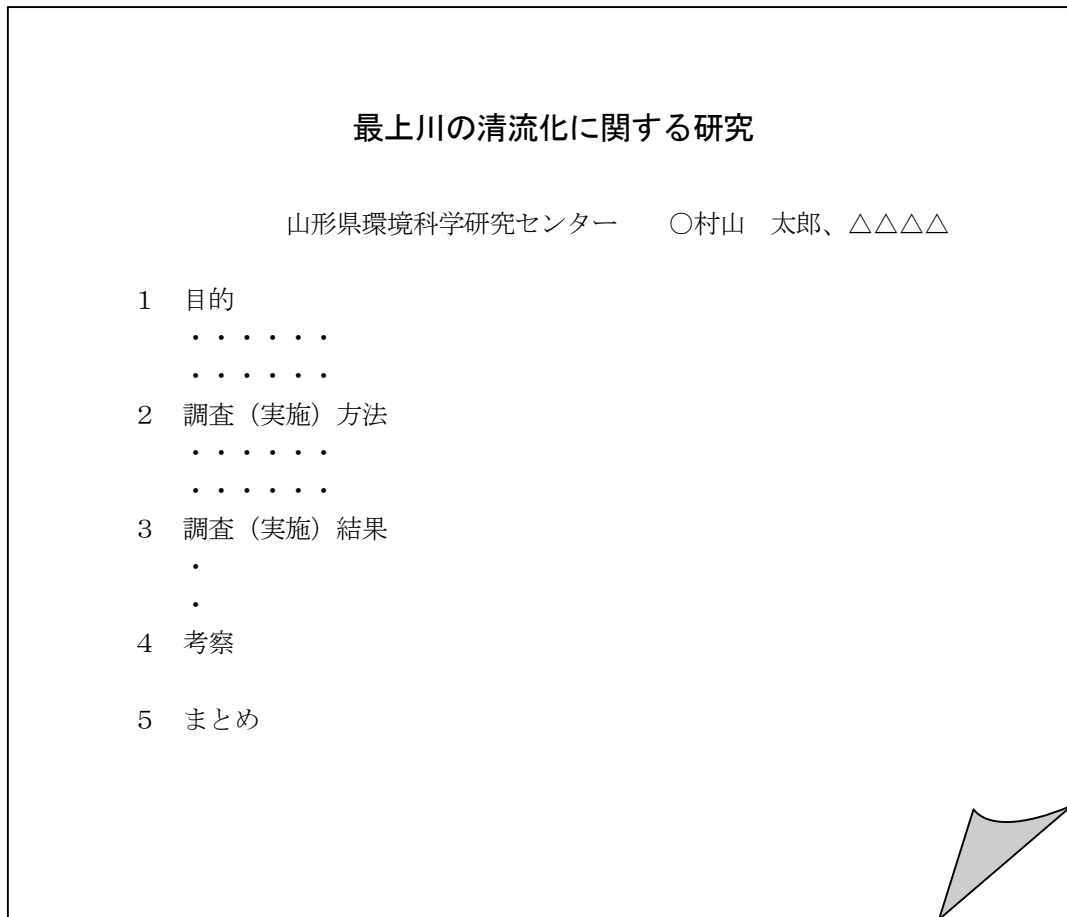 最上川の清流化に関する研究
山形県環境科学研究センター　　○村山　太郎、△△△△
１　目的
・・・・・・
・・・・・・
２　調査（実施）方法
・・・・・・
・・・・・・
３　調査（実施）結果
・
・
４　考察
５　まとめ